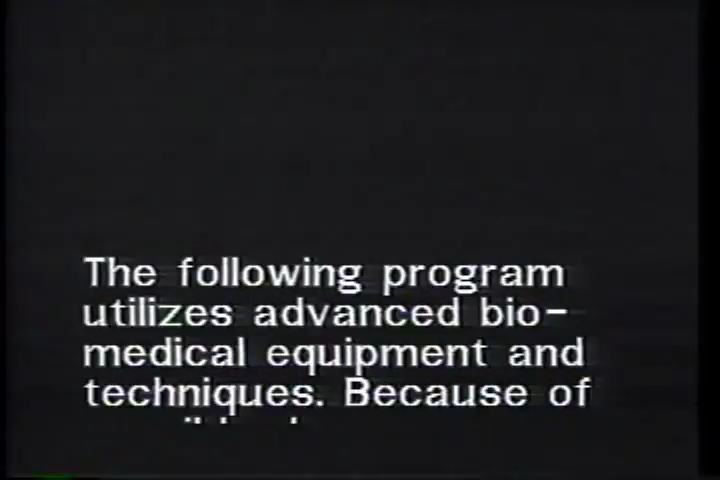 The following program
utilizes advanced bio-
medical equipment and
techniques. Because of